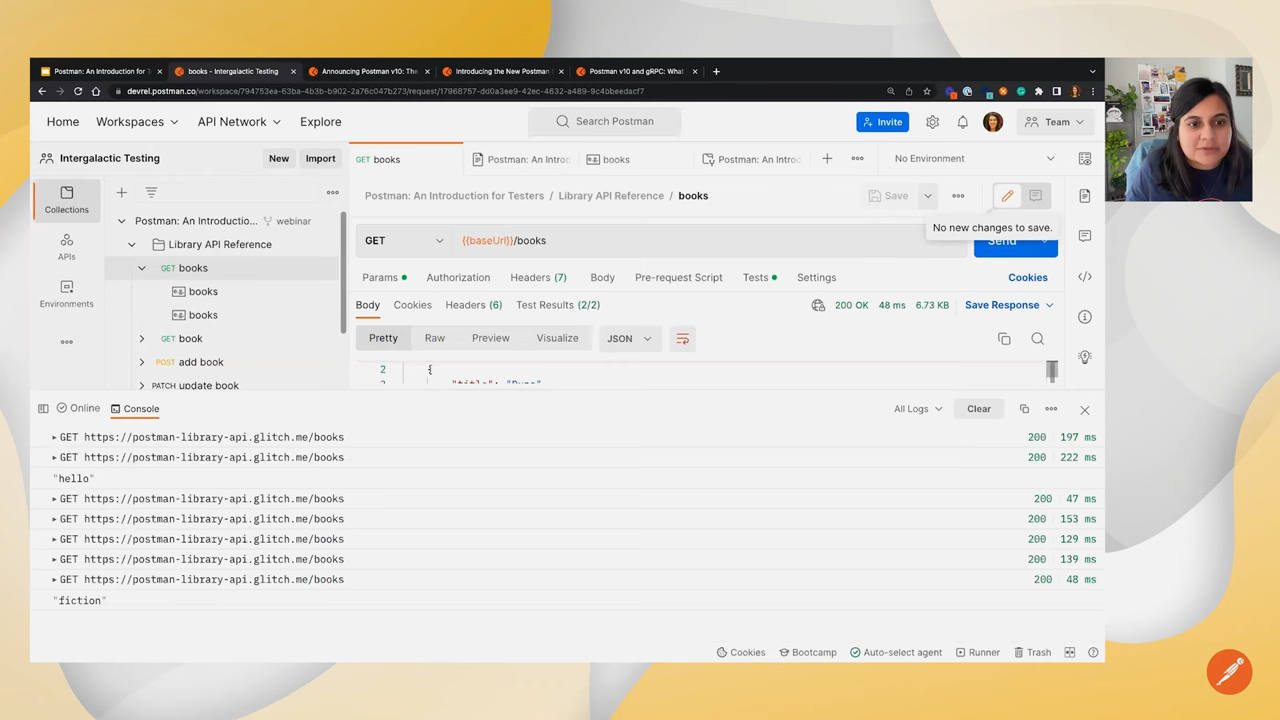 Postman: An Introduction for T
books - Intergalactic Testing
Announcing Postman v10: The
Introducing the New Postman
Postman v10 and gRPC: What
devrel.postman.co/workspace/794753ea-63ba-4b3b-b902-2a76c047b273/request/17968757-dd0a3ee9-42ec-4632-a489-9c4bbeedacf7
Home Workspaces API Network Explore Search Postman Invite Team
Intergalactic Testing New Import
GET books Postman: An Introd books Postman: An Introd No Environment
Collections
APIs
Environments
Postman: An Introductio... webinar
Library API Reference
GET books
e.g. books
e.g. books
GET book
POST add book
PATCH update book
Postman: An Introduction for Testers / Library API Reference / books Save
No new changes to save.
GET {{baseUrl}}/books Send
Params Authorization Headers (7) Body Pre-request Script Tests Settings Cookies
Body Cookies Headers (6) Test Results (2/2) 200 OK 48 ms 6.73 KB Save Response
Pretty Raw Preview Visualize JSON
2 {
3 "title": "Dune"
Online Console All Logs Clear
GET https://postman-library-api.glitch.me/books 200 197 ms
GET https://postman-library-api.glitch.me/books 200 222 ms
"hello"
GET https://postman-library-api.glitch.me/books 200 47 ms
GET https://postman-library-api.glitch.me/books 200 153 ms
GET https://postman-library-api.glitch.me/books 200 129 ms
GET https://postman-library-api.glitch.me/books 200 139 ms
GET https://postman-library-api.glitch.me/books 200 48 ms
"fiction"
Cookies Bootcamp Auto-select agent Runner Trash